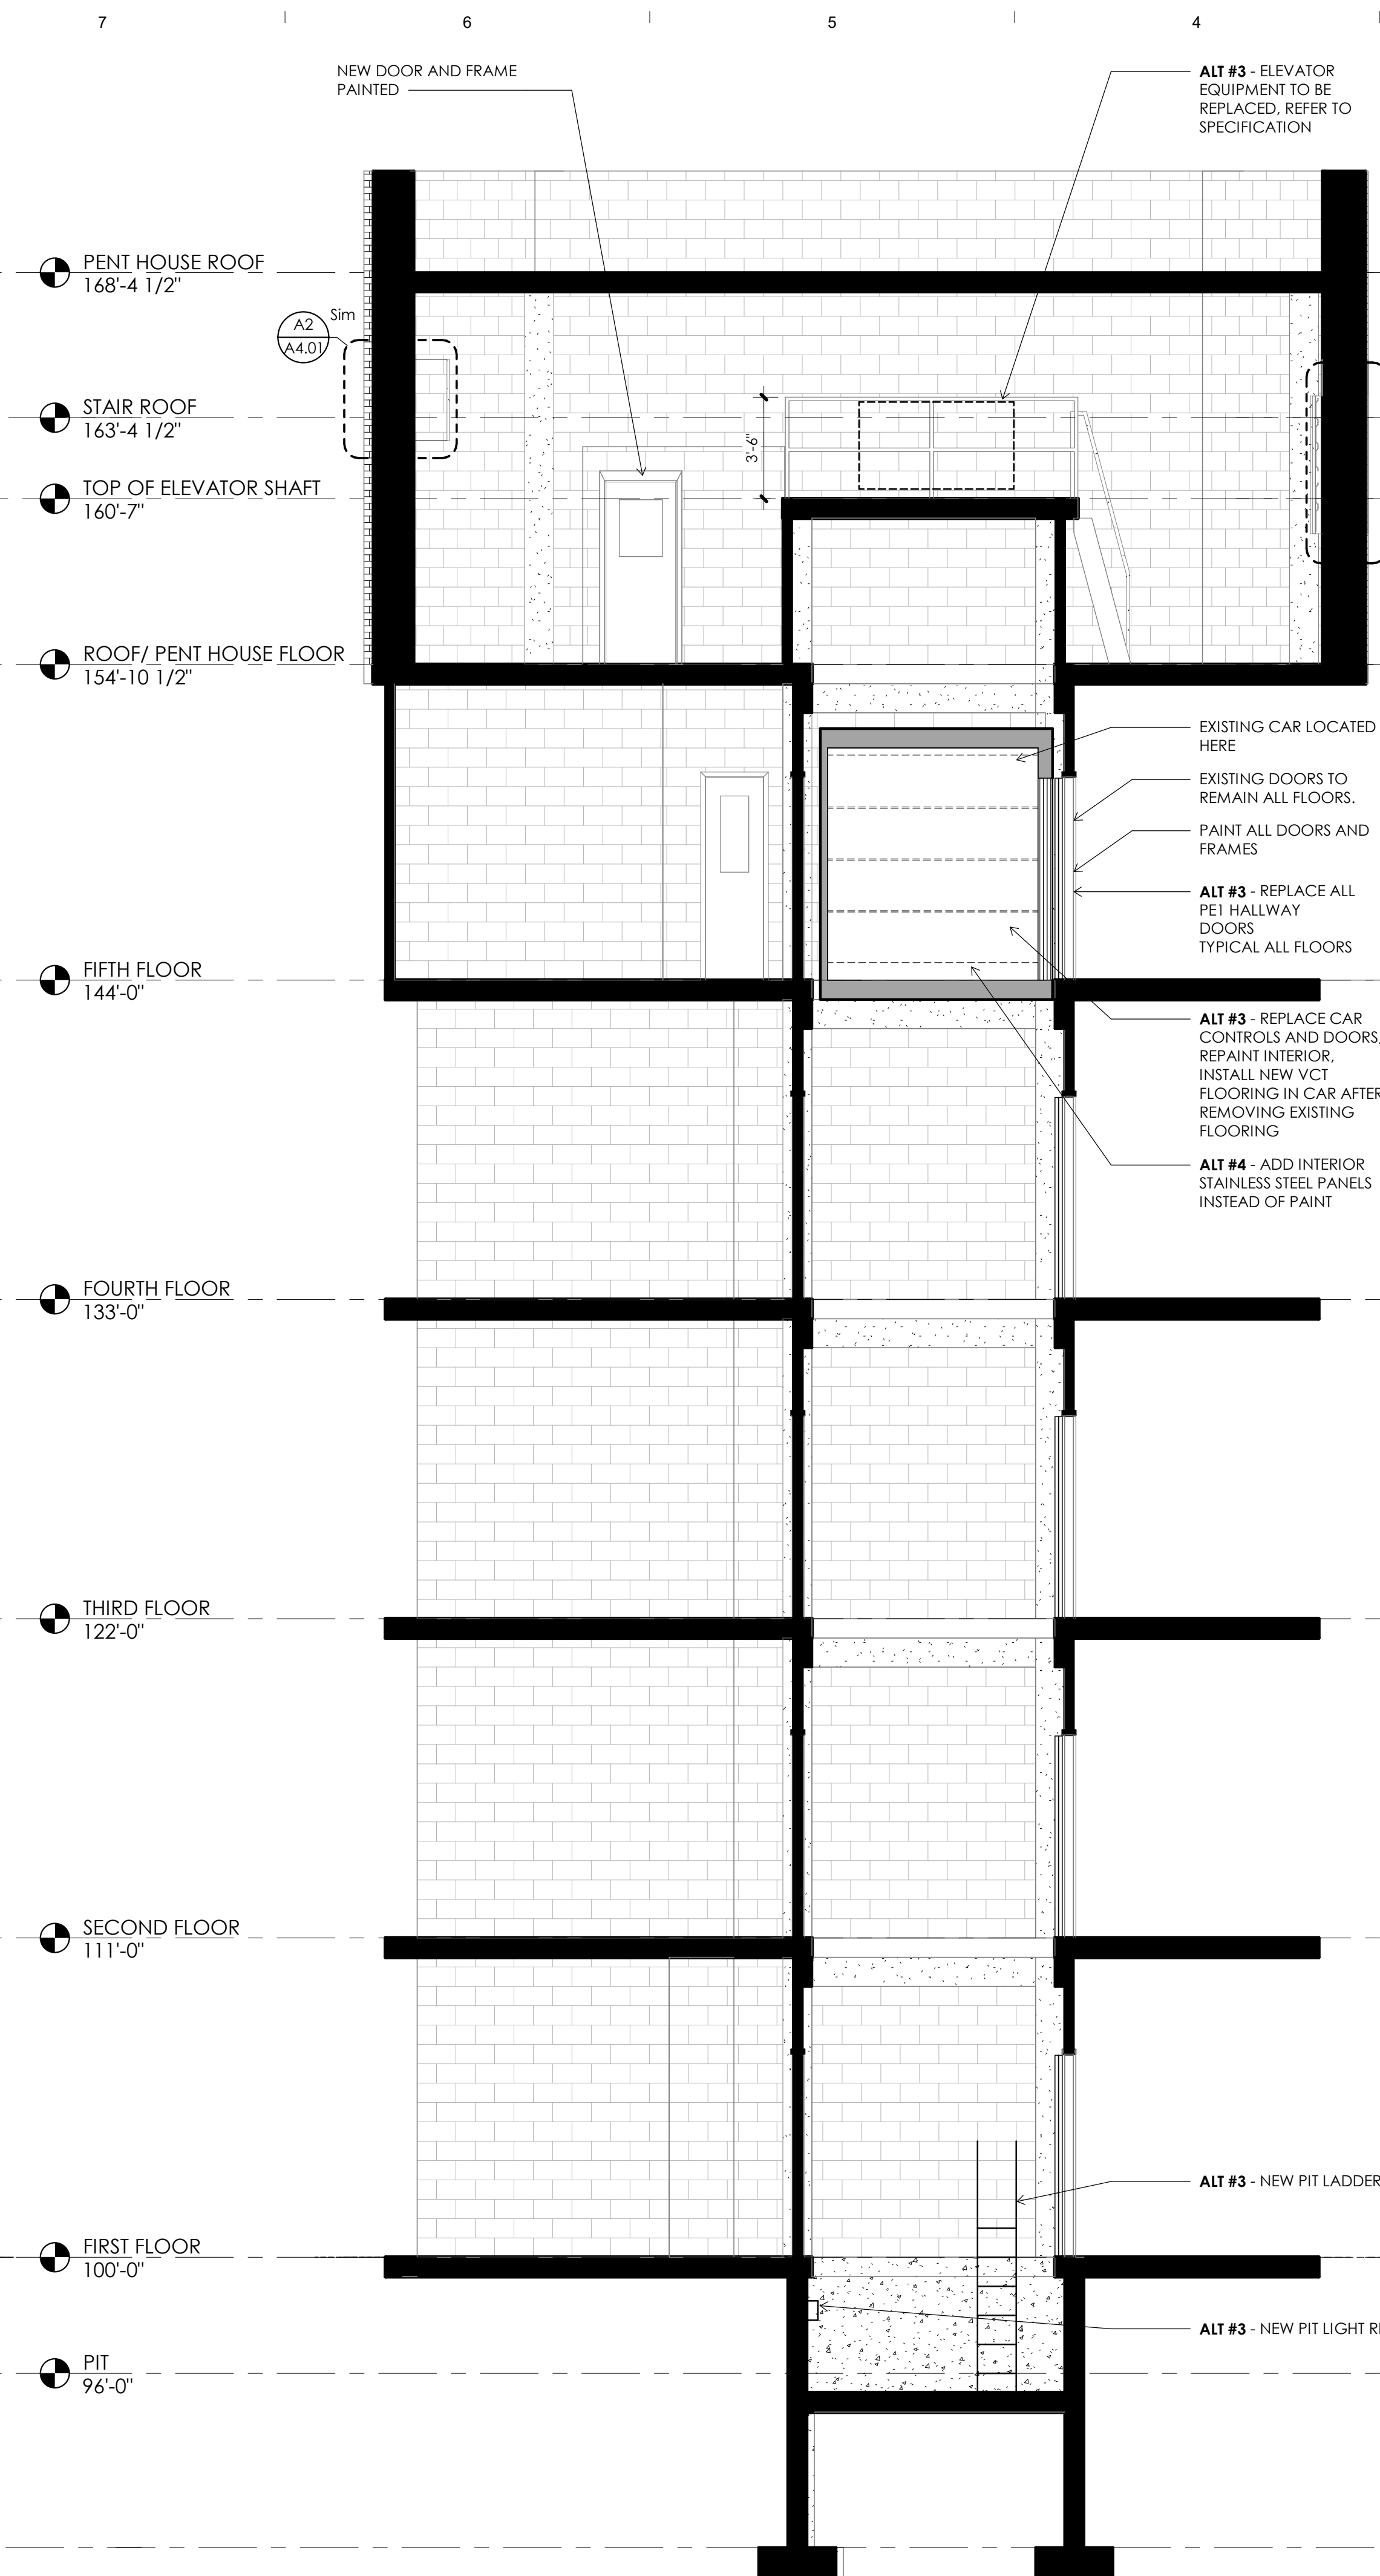 7 6 5 4
NEW DOOR AND FRAME
PAINTED
ALT #3 - ELEVATOR
EQUIPMENT TO BE
REPLACED, REFER TO
SPECIFICATION
PENT HOUSE ROOF
168'-4 1/2"
A2
A4.01
Sim
STAIR ROOF
163'-4 1/2"
3'-6"
TOP OF ELEVATOR SHAFT
160'-7"
ROOF/ PENT HOUSE FLOOR
154'-10 1/2"
EXISTING CAR LOCATED
HERE
EXISTING DOORS TO
REMAIN ALL FLOORS.
PAINT ALL DOORS AND
FRAMES
ALT #3 - REPLACE ALL
PE1 HALLWAY
DOORS
TYPICAL ALL FLOORS
FIFTH FLOOR
144'-0"
ALT #3 - REPLACE CAR
CONTROLS AND DOORS,
REPAINT INTERIOR,
INSTALL NEW VCT
FLOORING IN CAR AFTER
REMOVING EXISTING
FLOORING
ALT #4 - ADD INTERIOR
STAINLESS STEEL PANELS
INSTEAD OF PAINT
FOURTH FLOOR
133'-0"
THIRD FLOOR
122'-0"
SECOND FLOOR
111'-0"
ALT #3 - NEW PIT LADDER
FIRST FLOOR
100'-0"
ALT #3 - NEW PIT LIGHT
PIT
96'-0"